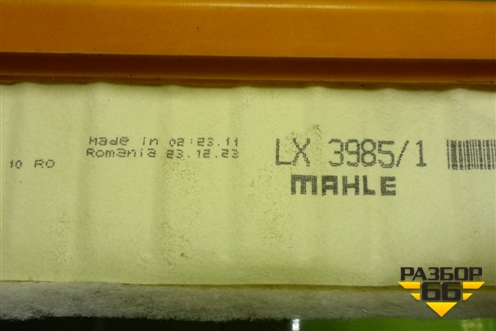 10 RO
Made in 02:23.11
Romania 23.12.23
LX 3985/1
MAHLE
РАЗБОР
66